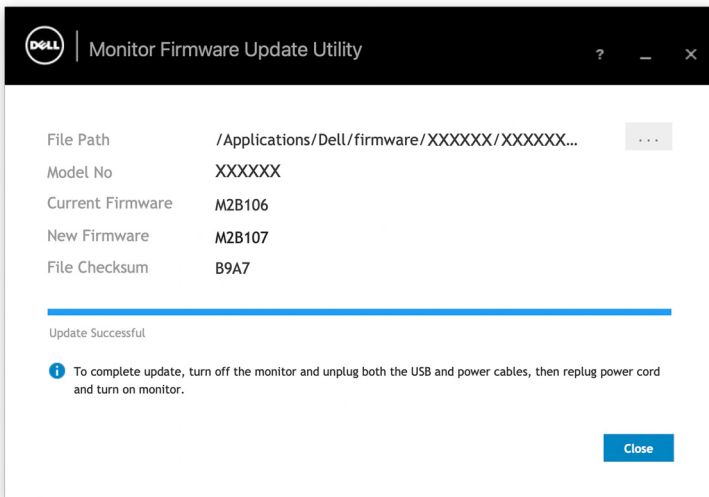 DELL Monitor Firmware Update Utility ?
File Path /Applications/Dell/firmware/XXXXXX/XXXXXX... ...
Model No XXXXXX
Current Firmware M2B106
New Firmware M2B107
File Checksum B9A7
Update Successful
i To complete update, turn off the monitor and unplug both the USB and power cables, then replug power cord
and turn on monitor.
Close